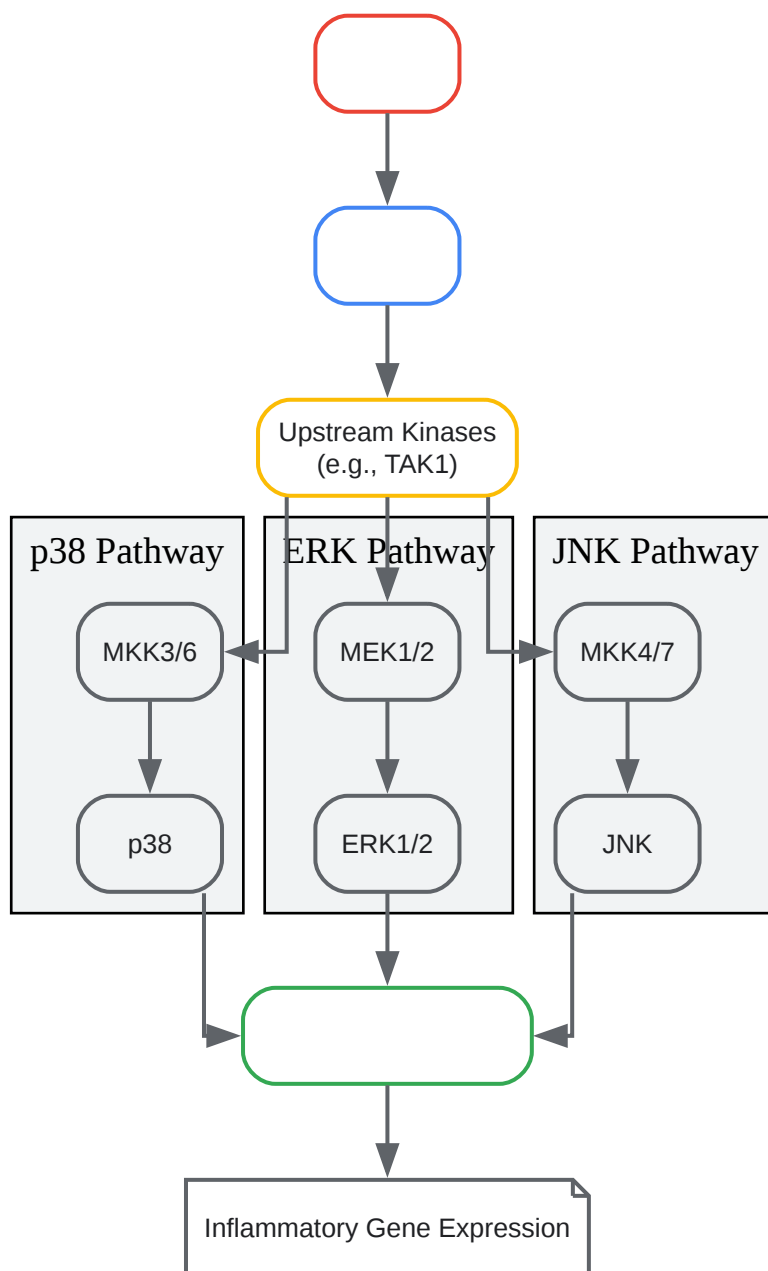 Upstream Kinases
(e.g., TAK1)
p38 Pathway
ERK Pathway
JNK Pathway
MKK3/6
MEK1/2
MKK4/7
p38
ERK1/2
JNK
Inflammatory Gene Expression